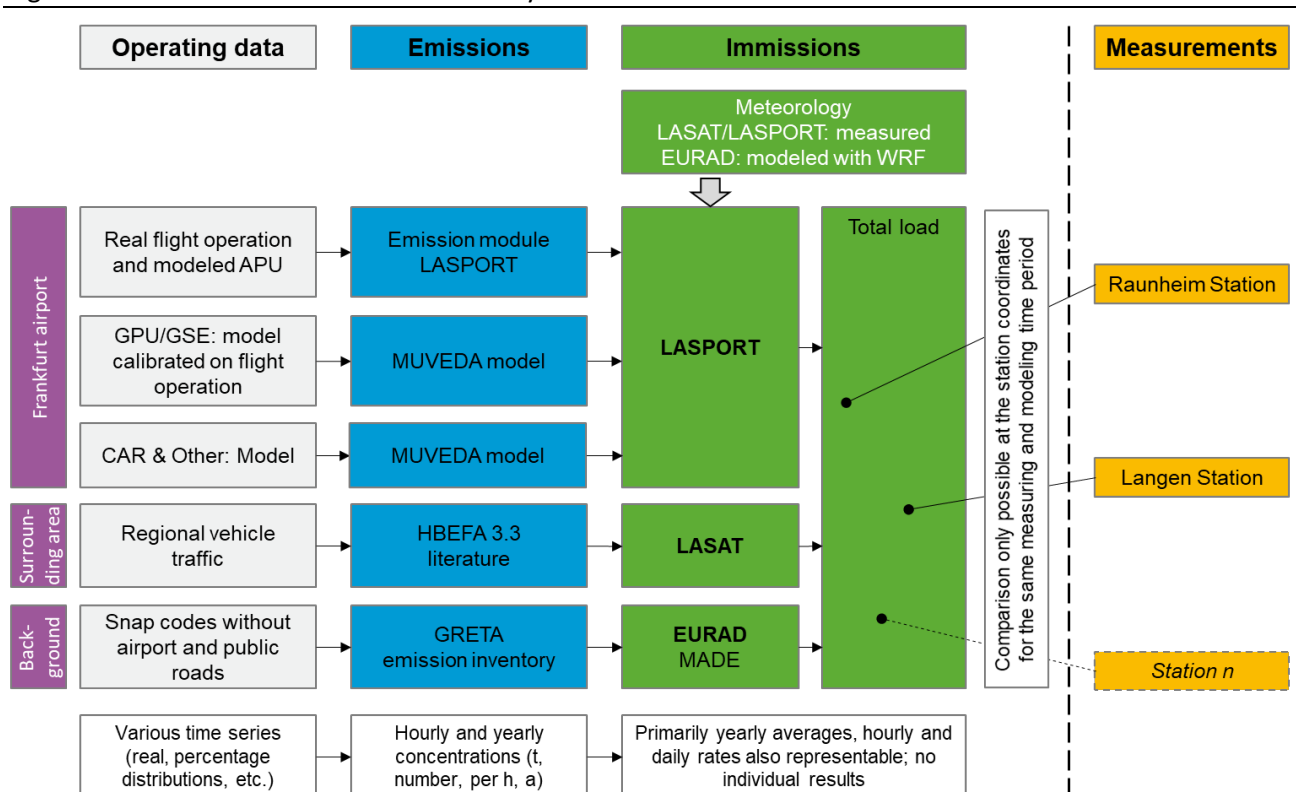 Operating data
Emissions
Immissions
Measurements
Meteorology
LASAT/LASPORT: measured
EURAD: modeled with WRF
Frankfurt airport
Real flight operation
and modeled APU
Emission module
LASPORT
GPU/GSE: model
calibrated on flight
operation
MUVEDA model
CAR & Other: Model
MUVEDA model
LASPORT
Total load
Comparison only possible at the station coordinates
for the same measuring and modeling time period
Raunheim Station
Langen Station
Station n
Surroun-
ding area
Regional vehicle
traffic
HBEFA 3.3
literature
LASAT
Back-
ground
Snap codes without
airport and public
roads
GRETA
emission inventory
EURAD
MADE
Various time series
(real, percentage
distributions, etc.)
Hourly and yearly
concentrations (t,
number, per h, a)
Primarily yearly averages, hourly and
daily rates also representable; no
individual results